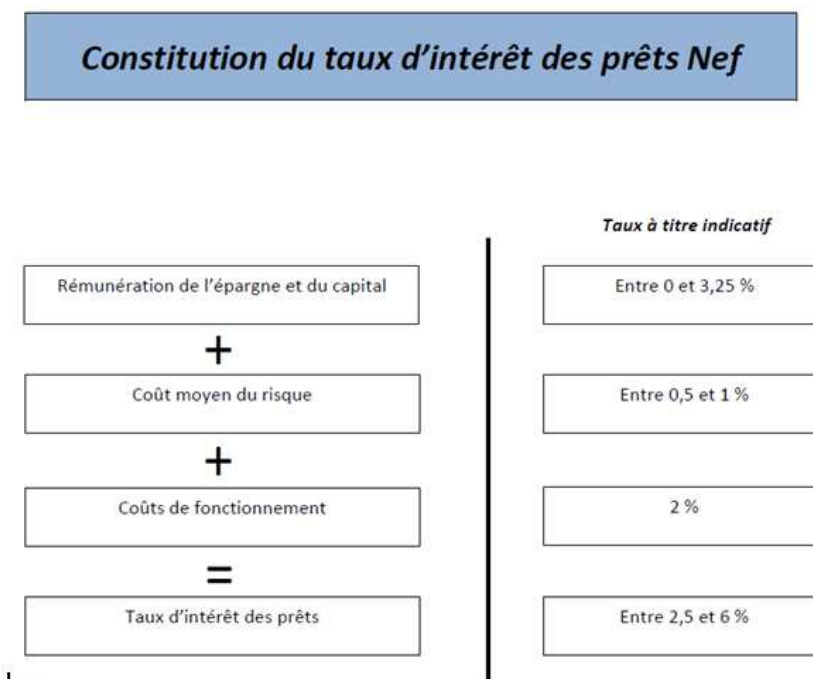 Constitution du taux d'intérêt des prêts Nef
Taux à titre indicatif
Rémunération de l'épargne et du capital
Entre 0 et 3,25 %
+
Coût moyen du risque
Entre 0,5 et 1 %
+
Coûts de fonctionnement
2 %
=
Taux d'intérêt des prêts
Entre 2,5 et 6 %